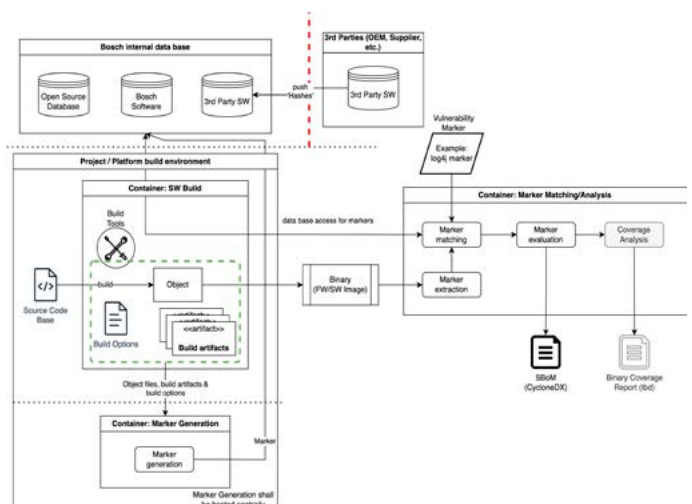 Bosch internal data base
Open Source
Database
Bosch
Software
3rd Party SW
3rd Parties (OEM, Supplier,
etc.)
3rd Party SW
push
'Hashes'
Vulnerability
Marker
Example:
log4j marker
Project / Platform build environment
Container: SW Build
Build
Tools
build
Object
Source Code
Base
Build Options
<<artifact>>
Build artifacts
data base access for markers
Binary
(FW/SW Image)
Container: Marker Matching/Analysis
Marker
matching
Marker
evaluation
Coverage
Analysis
Marker
extraction
SBoM
(CycloneDX)
Binary Coverage
Report (tbd)
Object files, build artifacts &
build options
Container: Marker Generation
Marker
generation
Marker
Marker Generation shall
be hosted centrally